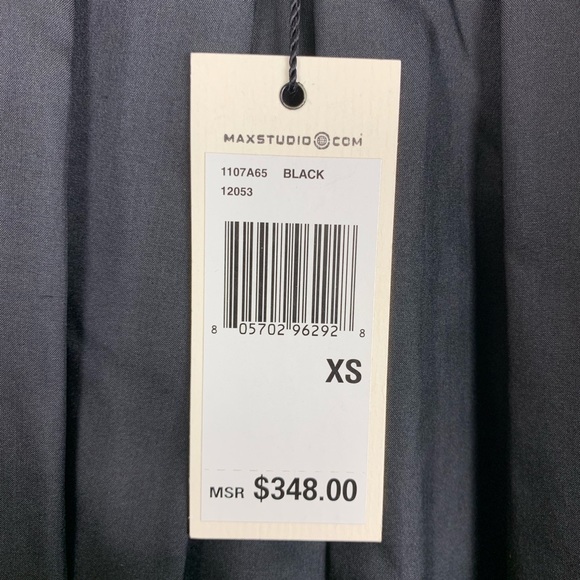 MAXSTUDIO COM
1107A65 BLACK
12053
8 05702 96292 8
XS
MSR $348.00